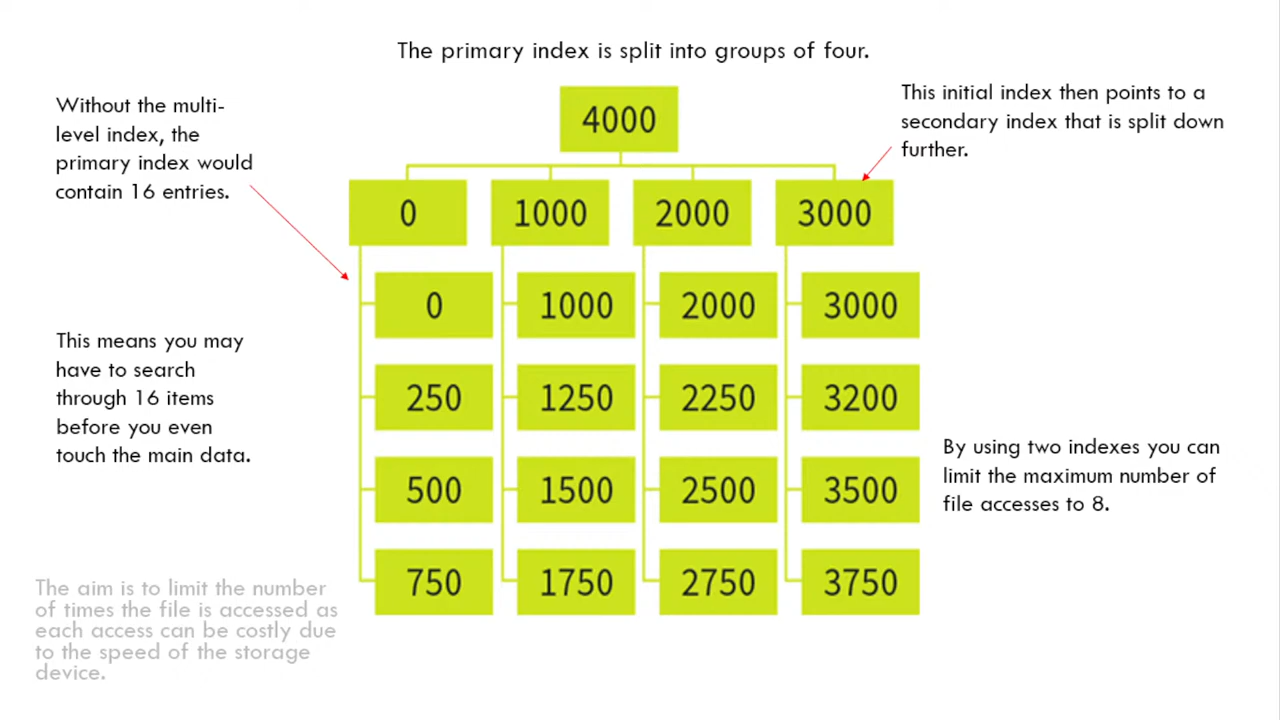 The primary index is split into groups of four.
Without the multi-
level index, the
primary index would
contain 16 entries.
This initial index then points to a
secondary index that is split down
further.
4000
0 1000 2000 3000
0 1000 2000 3000
250 1250 2250 3200
500 1500 2500 3500
750 1750 2750 3750
This means you may
have to search
through 16 items
before you even
touch the main data.
By using two indexes you can
limit the maximum number of
file accesses to 8.
The aim is to limit the number
of times the file is accessed as
each access can be costly due
to the speed of the storage
device.